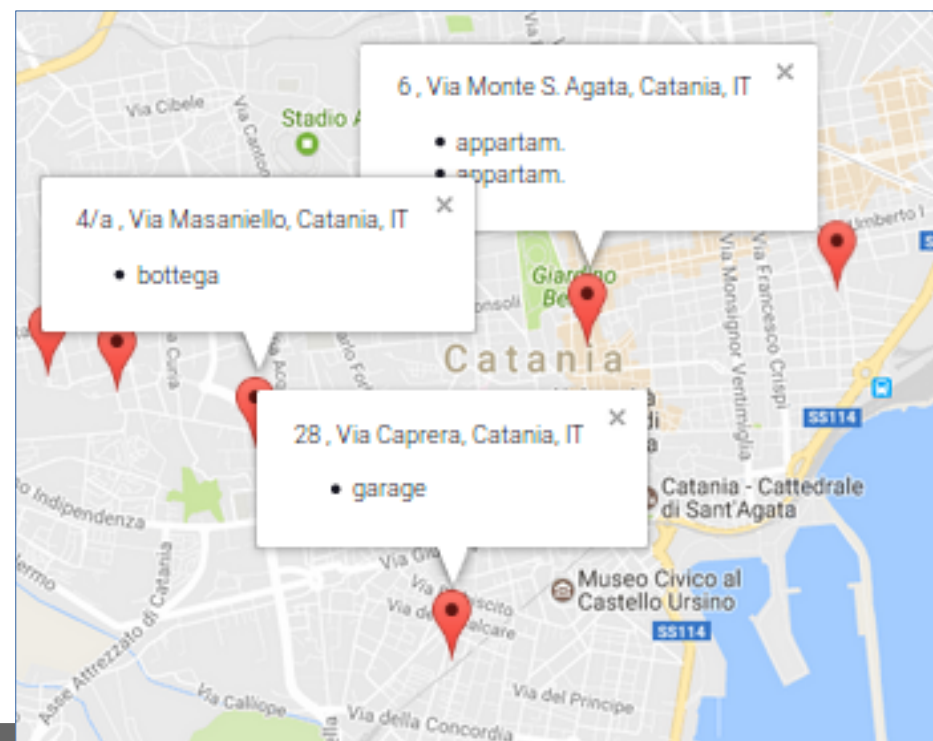 Via Cibele
Stadio
6 , Via Monte S. Agata, Catania, IT
appartam.
appartam.
4/a , Via Masaniello, Catania, IT
bottega
Umberto I
Giardino
Via Monsignor Ventimiglia
Via Francesco Crispi
Via Curia
Catania
SS114
28 , Via Caprera, Catania, IT
garage
Catania - Cattedrale
di Sant'Agata
Indipendenza
Museo Civico al
Castello Ursino
SS114
Asse Attrezzato di Catania
Via Calliope
Via della Concordia
Via del Principe